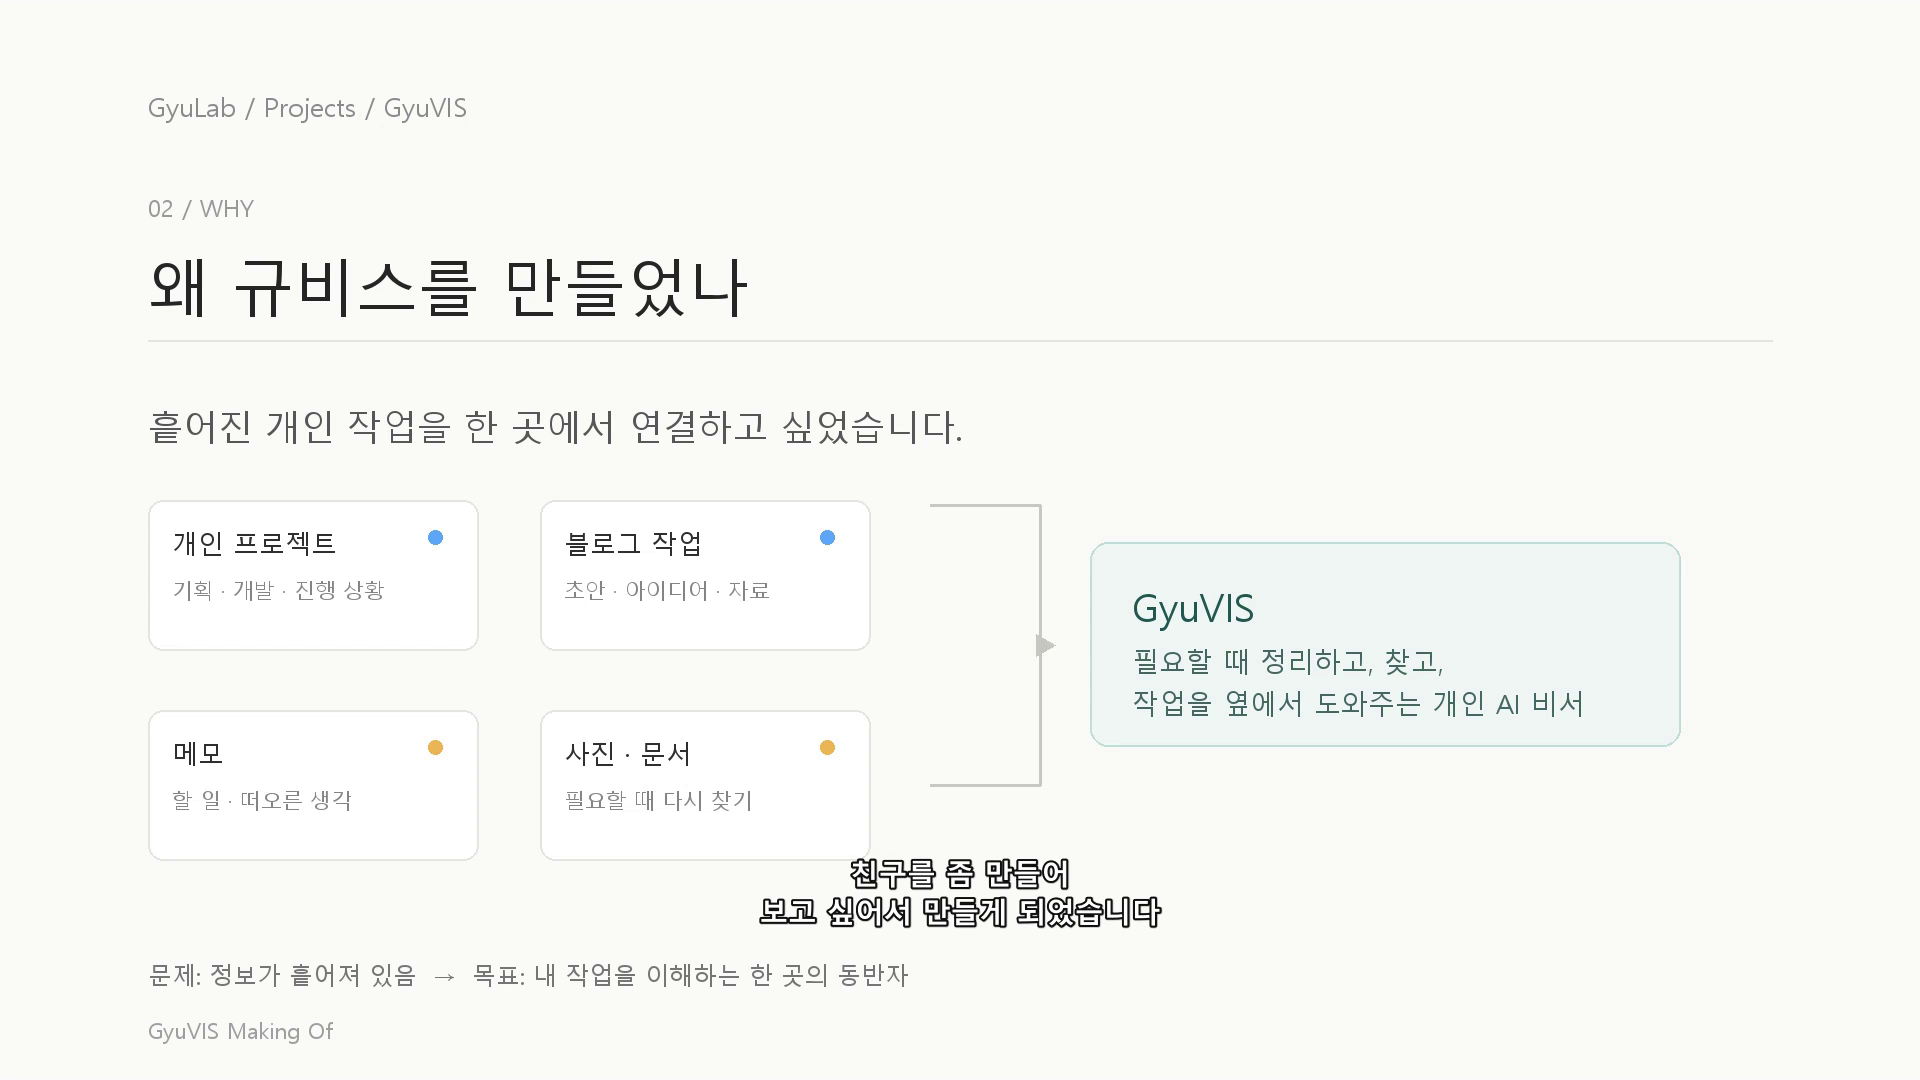 GyuLab / Projects / GyuVIS
02 / WHY
왜 규비스를 만들었나
흩어진 개인 작업을 한 곳에서 연결하고 싶었습니다.
개인 프로젝트
기획 · 개발 · 진행 상황
블로그 작업
초안 · 아이디어 · 자료
메모
할 일 · 떠오른 생각
사진 · 문서
필요할 때 다시 찾기
GyuVIS
필요할 때 정리하고, 찾고,
작업을 옆에서 도와주는 개인 AI 비서
친구를 좀 만들어
보고 싶어서 만들게 되었습니다
문제: 정보가 흩어져 있음 → 목표: 내 작업을 이해하는 한 곳의 동반자
GyuVIS Making Of